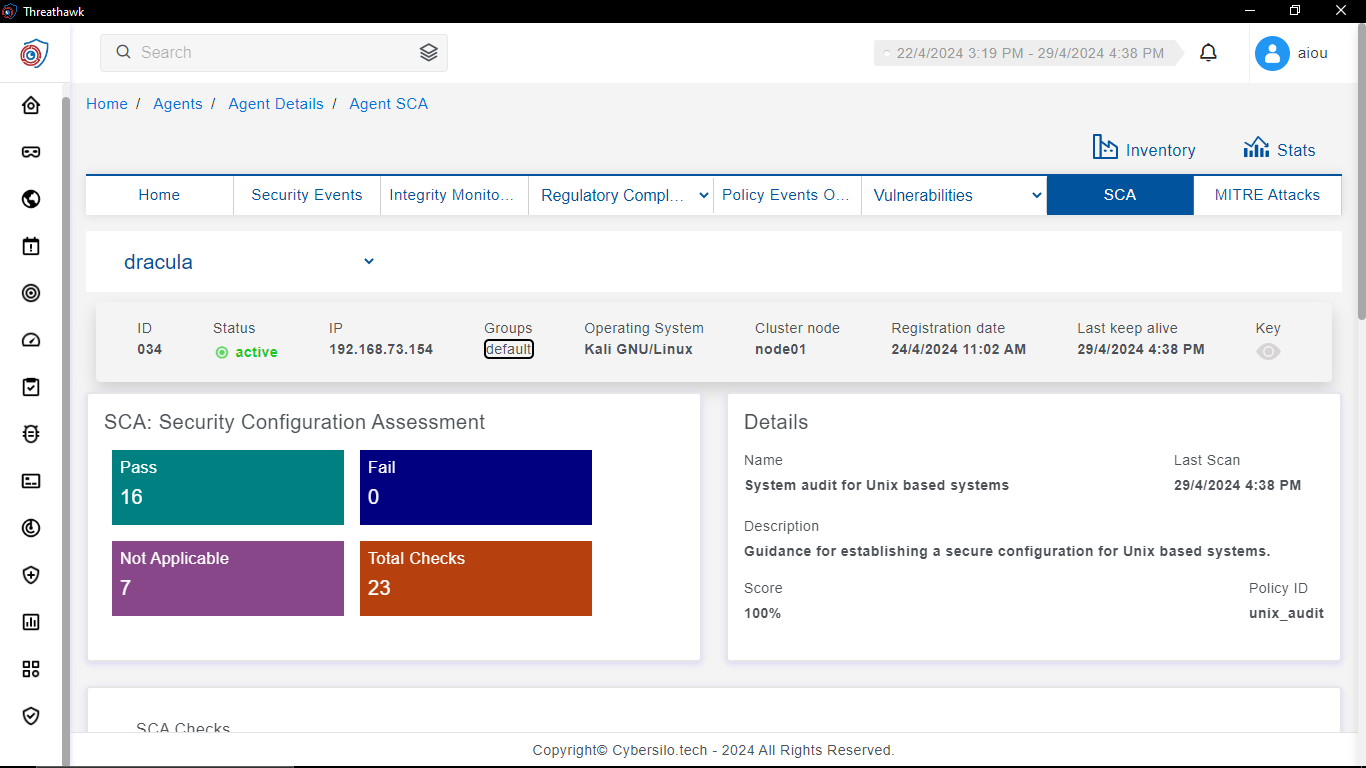 Threathawk
Search
22/4/2024 3:19 PM - 29/4/2024 4:38 PM
aiou
Home / Agents / Agent Details / Agent SCA
Inventory
Stats
Home
Security Events
Integrity Monito...
Regulatory Compl...
Policy Events O...
Vulnerabilities
SCA
MITRE Attacks
dracula
ID Status IP Groups Operating System Cluster node Registration date Last keep alive Key
034 active 192.168.73.154 default Kali GNU/Linux node01 24/4/2024 11:02 AM 29/4/2024 4:38 PM
SCA: Security Configuration Assessment
Pass
16
Fail
0
Not Applicable
7
Total Checks
23
Details
Name Last Scan
System audit for Unix based systems 29/4/2024 4:38 PM
Description
Guidance for establishing a secure configuration for Unix based systems.
Score Policy ID
100% unix_audit
SCA Checks
Copyright© Cybersilo.tech - 2024 All Rights Reserved.